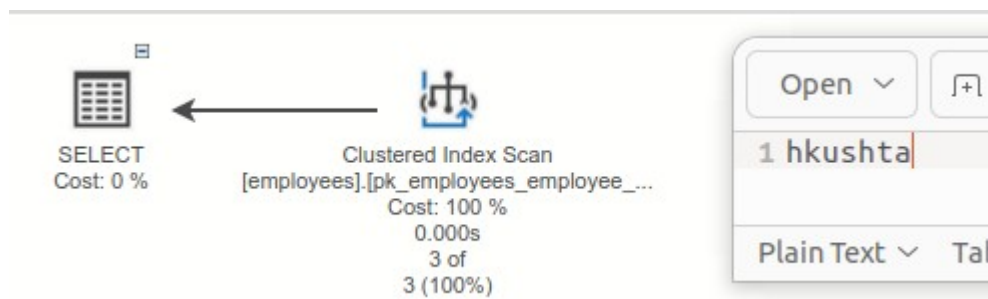 SELECT
Cost: 0 %
Clustered Index Scan
[employees].[pk_employees_employee_...
Cost: 100 %
0.000s
3 of
3 (100%)
Open
1 hkushta
Plain Text